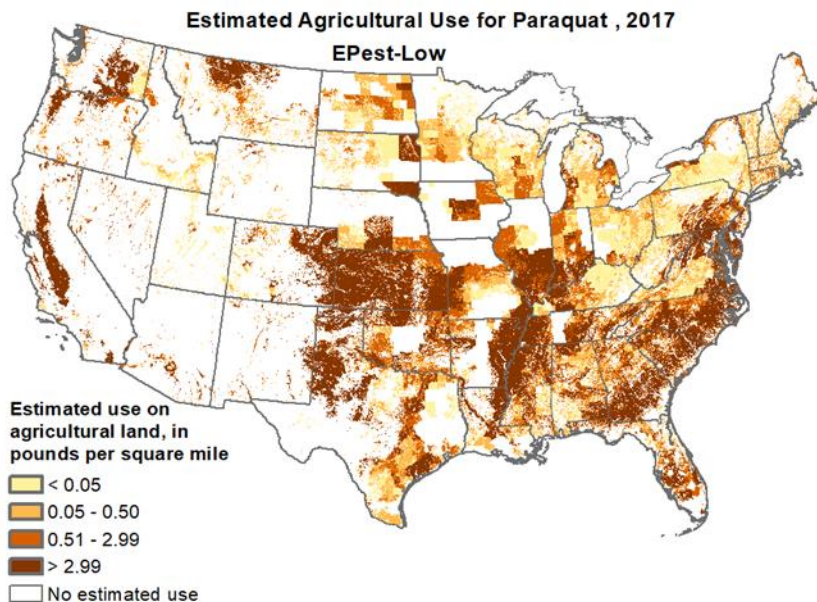 Estimated Agricultural Use for Paraquat , 2017
EPest-Low
Estimated use on
agricultural land, in
pounds per square mile
< 0.05
0.05 - 0.50
0.51 - 2.99
> 2.99
No estimated use